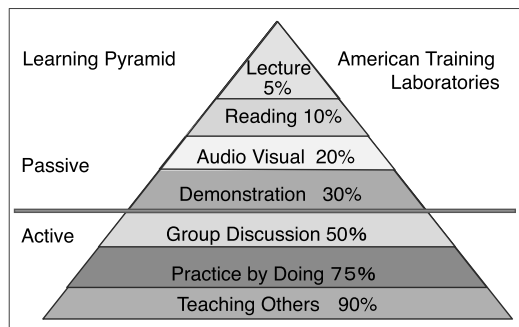 Learning Pyramid
American Training
Laboratories
Lecture
5%
Reading 10%
Audio Visual 20%
Passive
Demonstration 30%
Active
Group Discussion 50%
Practice by Doing 75%
Teaching Others 90%